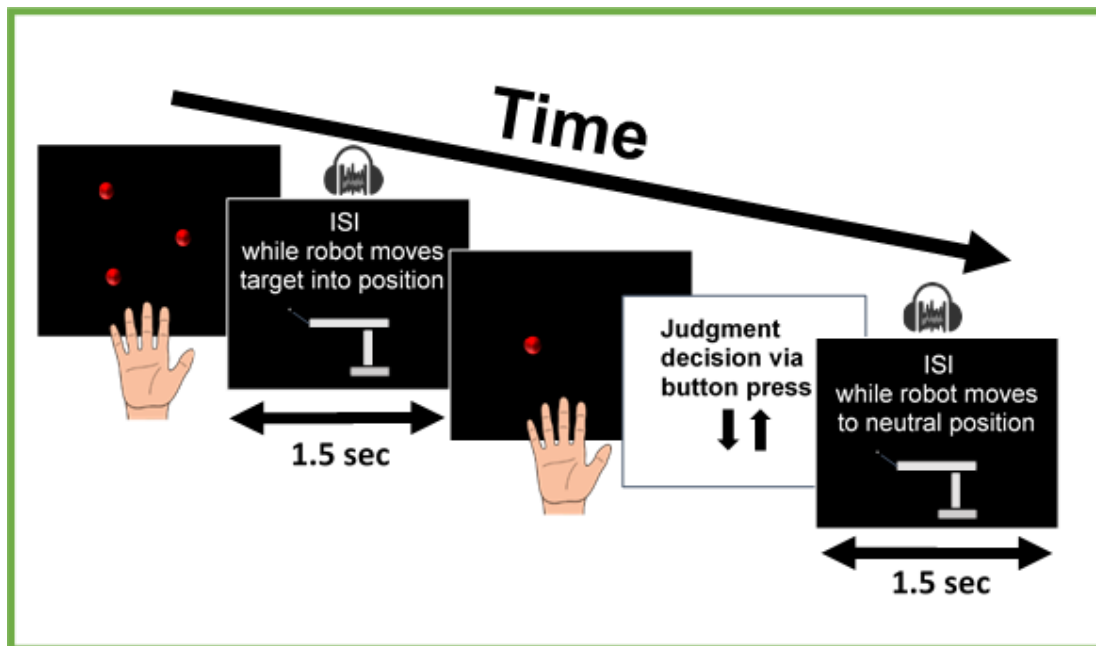 Time
ISI
while robot moves
target into position
1.5 sec
Judgment
decision via
button press
ISI
while robot moves
to neutral position
1.5 sec